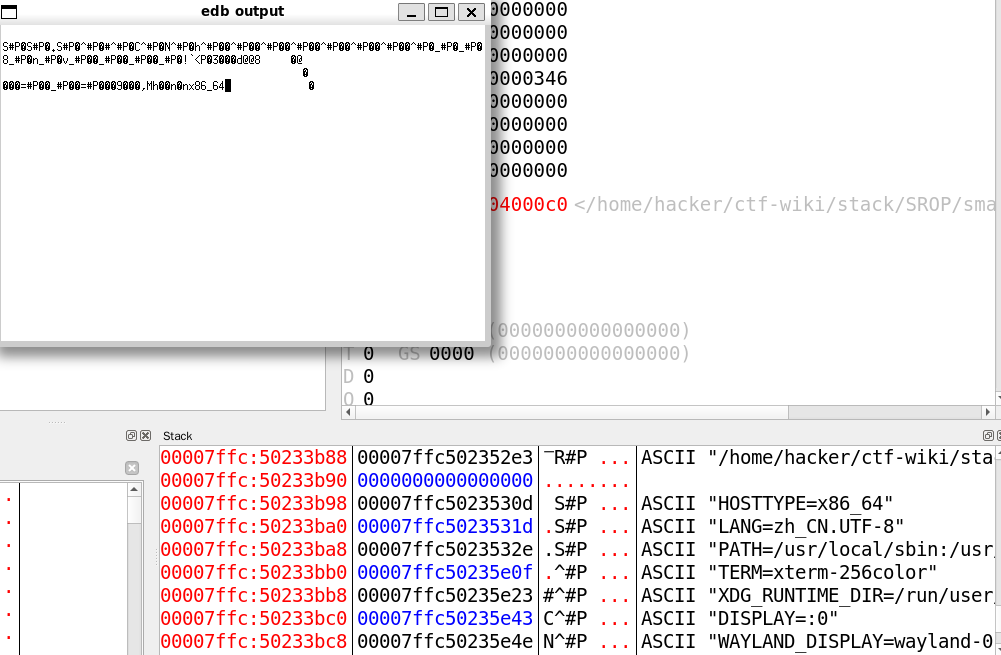 edb output
S#P0S#P0.S#P0^#P0#^#P0C^#P0N^#P0h^#P00^#P00^#P00^#P00^#P00^#P00^#P00^#P0_#P0_#P0
8_#P0n_#P0v_#P00_#P00_#P00_#P0!`<P03000d@@8 0@
0
000=#P00_#P00=#P0009000,Mh00n0nx86_64 0
0000000
0000000
0000000
0000346
0000000
0000000
0000000
0000000
04000c0 </home/hacker/ctf-wiki/stack/SROP/sma
(0000000000000000)
T 0 GS 0000 (0000000000000000)
D 0
O 0
Stack
00007ffc:50233b88 00007ffc502352e3 ¯R#P ... ASCII "/home/hacker/ctf-wiki/sta
00007ffc:50233b90 0000000000000000 ........
00007ffc:50233b98 00007ffc5023530d  S#P ... ASCII "HOSTTYPE=x86_64"
00007ffc:50233ba0 00007ffc5023531d .S#P ... ASCII "LANG=zh_CN.UTF-8"
00007ffc:50233ba8 00007ffc5023532e .S#P ... ASCII "PATH=/usr/local/sbin:/usr/
00007ffc:50233bb0 00007ffc50235e0f .^#P ... ASCII "TERM=xterm-256color"
00007ffc:50233bb8 00007ffc50235e23 #^#P ... ASCII "XDG_RUNTIME_DIR=/run/user/
00007ffc:50233bc0 00007ffc50235e43 C^#P ... ASCII "DISPLAY=:0"
00007ffc:50233bc8 00007ffc50235e4e N^#P ... ASCII "WAYLAND_DISPLAY=wayland-0